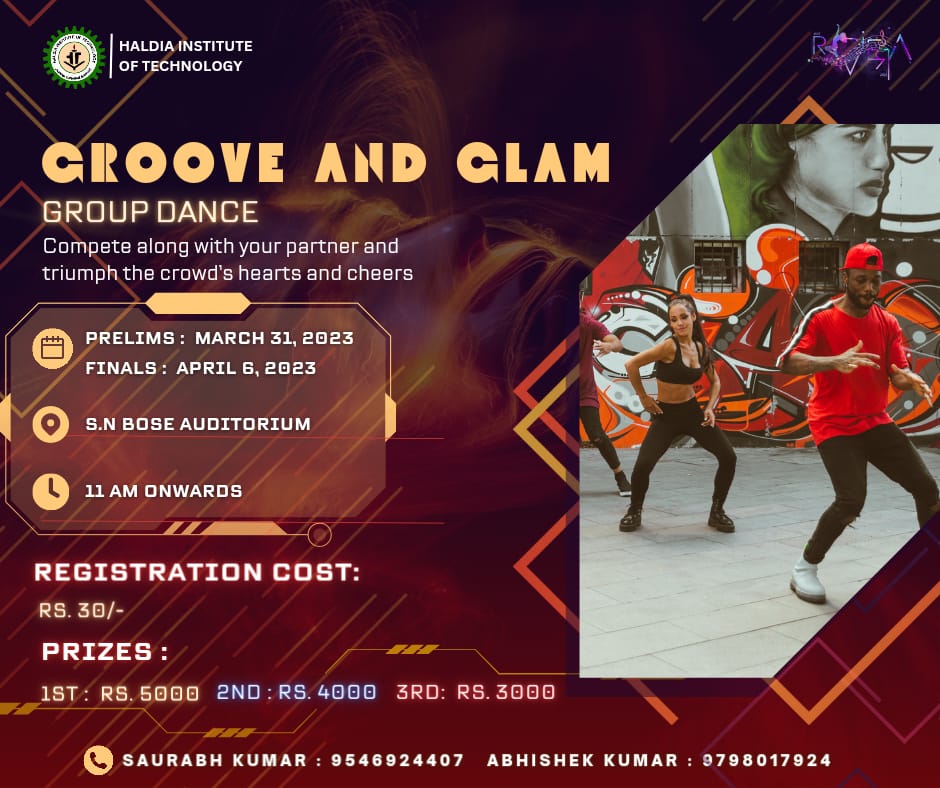 HALDIA INSTITUTE
OF TECHNOLOGY
GROOVE AND GLAM
GROUP DANCE
Compete along with your partner and
triumph the crowd's hearts and cheers
PRELIMS : MARCH 31, 2023
FINALS : APRIL 6, 2023
S.N BOSE AUDITORIUM
11 AM ONWARDS
REGISTRATION COST:
RS. 30/-
PRIZES :
1ST : RS. 5000 2ND : RS. 4000 3RD: RS. 3000
SAURABH KUMAR : 9546924407 ABHISHEK KUMAR : 9798017924